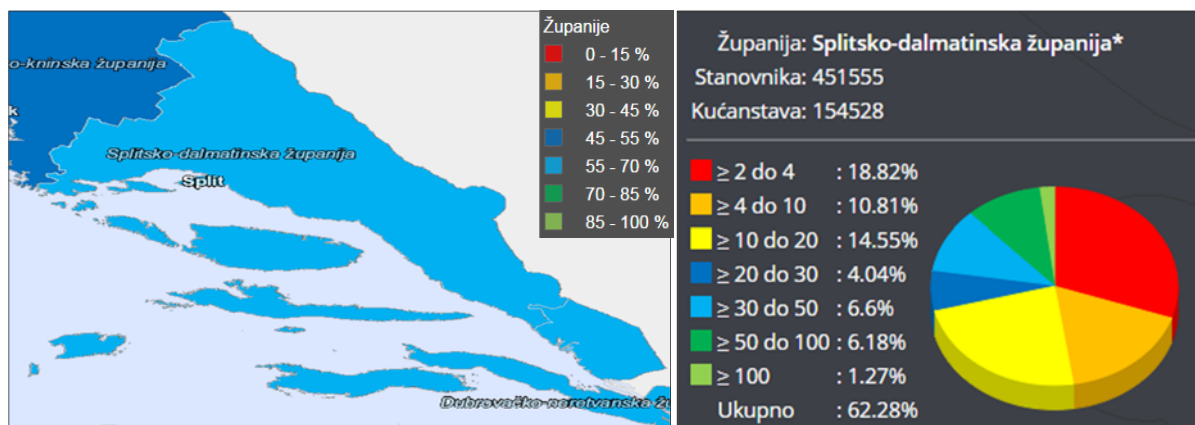 o-kninska županija
k
Splitsko-dalmatinska županija
Split
Dubrovačko-neretvanska žu
Županije
0 - 15 %
15 - 30 %
30 - 45 %
45 - 55 %
55 - 70 %
70 - 85 %
85 - 100 %
Županija: Splitsko-dalmatinska županija*
Stanovnika: 451555
Kućanstava: 154528
≥ 2 do 4 : 18.82%
≥ 4 do 10 : 10.81%
≥ 10 do 20 : 14.55%
≥ 20 do 30 : 4.04%
≥ 30 do 50 : 6.6%
≥ 50 do 100 : 6.18%
≥ 100 : 1.27%
Ukupno : 62.28%